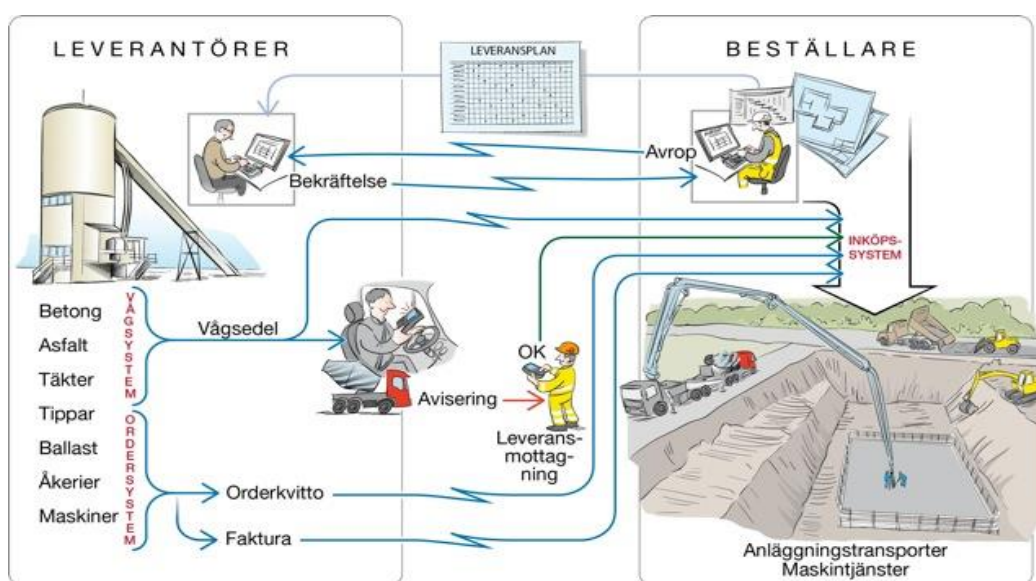 LEVERANTÖRER
LEVERANSPLAN
BESTÄLLARE
Avrop
Bekräftelse
INKÖPS-
SYSTEM
Betong
Asfalt
Täkter
Tippar
Ballast
Åkerier
Maskiner
VÅGSYSTEM
ORDERSYSTEM
Vågsedel
OK
Avisering
Leverans-
mottag-
ning
Orderkvitto
Faktura
Anläggningstransporter
Maskintjänster